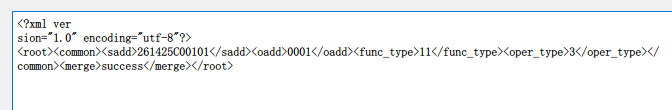 <?xml ver
sion="1.0" encoding="utf-8"?>
<root><common><sadd>261425C00101</sadd><oadd>0001</oadd><func_type>11</func_type><oper_type>3</oper_type></
common><merge>success</merge></root>